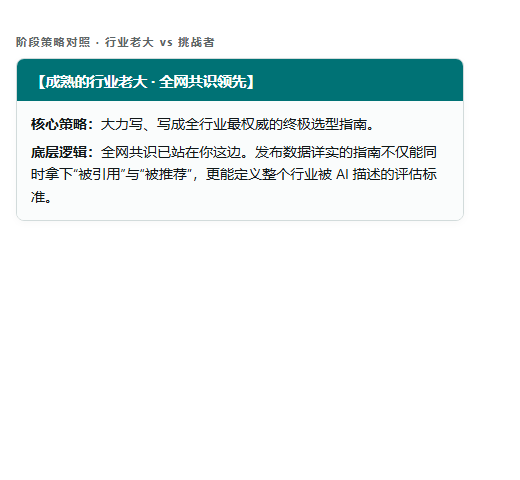 阶段策略对照 · 行业老大 vs 挑战者
【成熟的行业老大 · 全网共识领先】
核心策略：大力写、写成全行业最权威的终极选型指南。
底层逻辑：全网共识已站在你这边。发布数据详实的指南不仅能同
时拿下“被引用”与“被推荐”，更能定义整个行业被 AI 描述的评估标
准。